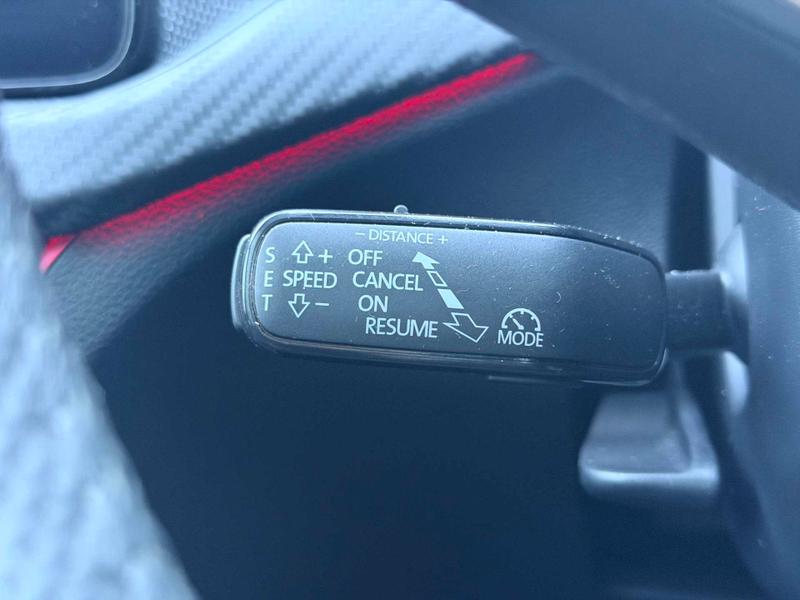 − DISTANCE +
S + OFF
E SPEED CANCEL
T − ON
RESUME
MODE